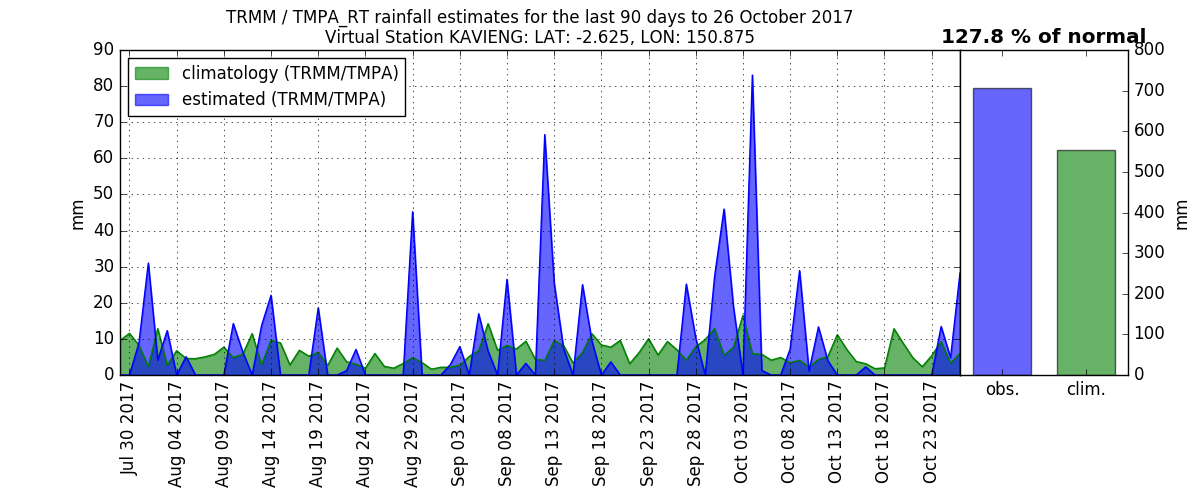 TRMM / TMPA_RT rainfall estimates for the last 90 days to 26 October 2017
Virtual Station KAVIENG: LAT: -2.625, LON: 150.875
127.8 % of normal
climatology (TRMM/TMPA)
estimated (TRMM/TMPA)
mm
90
80
70
60
50
40
30
20
10
0
Jul 30 2017
Aug 04 2017
Aug 09 2017
Aug 14 2017
Aug 19 2017
Aug 24 2017
Aug 29 2017
Sep 03 2017
Sep 08 2017
Sep 13 2017
Sep 18 2017
Sep 23 2017
Sep 28 2017
Oct 03 2017
Oct 08 2017
Oct 13 2017
Oct 18 2017
Oct 23 2017
800
700
600
500
400
300
200
100
0
mm
obs.
clim.